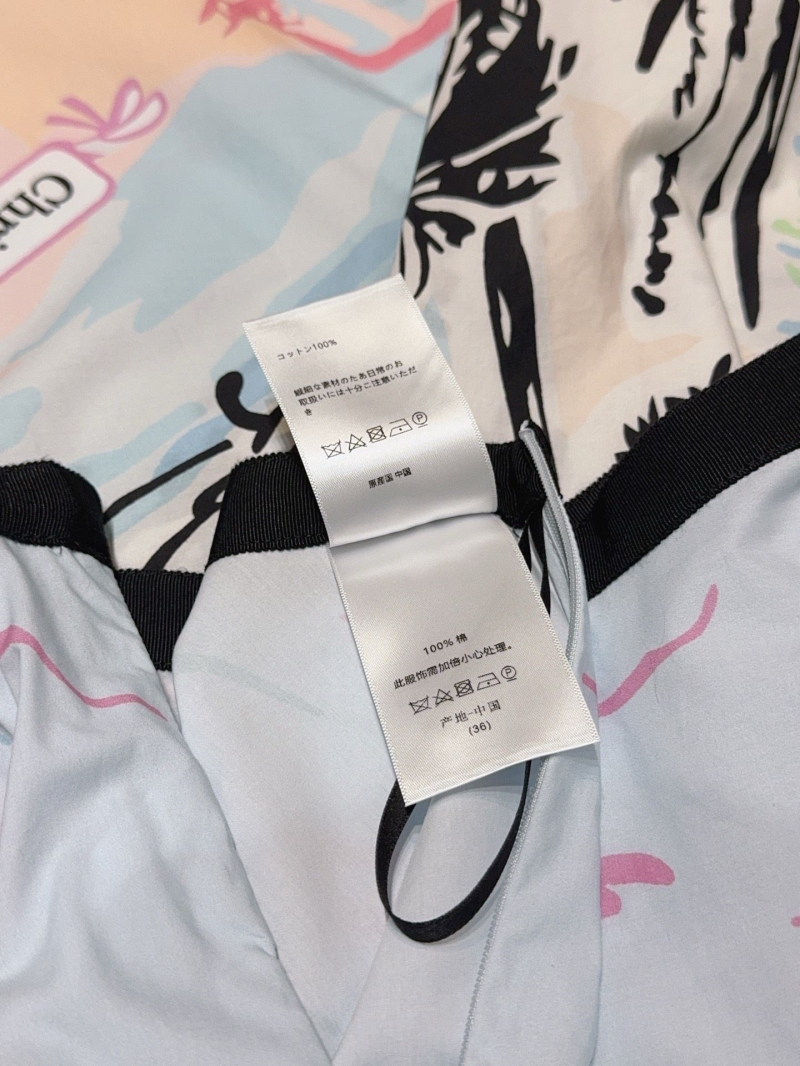 Chri
コットン100%
繊細な素材のため日常のお
取扱いには十分ご注意いただ
き
P
原産国 中国
100% 棉
此服饰需加倍小心处理。
P
产地-中国
(36)